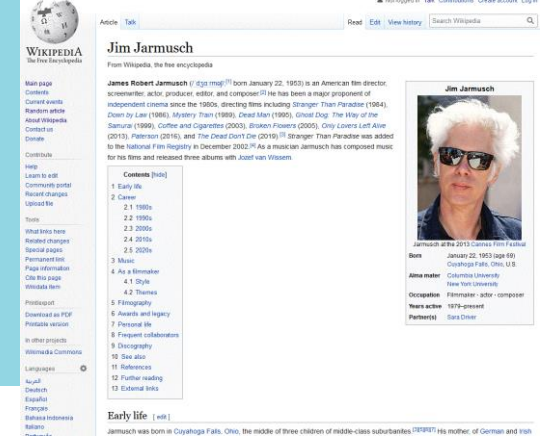 Not logged in Talk Contributions Create account Log in
Article Talk
Read Edit View history Search Wikipedia
WIKIPEDIA
The Free Encyclopedia
Main page
Contents
Current events
Random article
About Wikipedia
Contact us
Donate
Contribute
Help
Learn to edit
Community portal
Recent changes
Upload file
Tools
What links here
Related changes
Special pages
Permanent link
Page information
Cite this page
Wikidata item
Print/export
Download as PDF
Printable version
In other projects
Wikimedia Commons
Languages
العربية
Deutsch
Español
Français
Bahasa Indonesia
Italiano
Português
Jim Jarmusch
From Wikipedia, the free encyclopedia
James Robert Jarmusch (/ born January 22, 1953) is an American film director,
screenwriter, actor, producer, editor, and composer.[2] He has been a major proponent of
independent cinema since the 1980s, directing films including Stranger Than Paradise (1984),
Down by Law (1986), Mystery Train (1989), Dead Man (1995), Ghost Dog: The Way of the
Samurai (1999), Coffee and Cigarettes (2003), Broken Flowers (2005), Only Lovers Left Alive
(2013), Paterson (2016), and The Dead Don't Die (2019).[3] Stranger Than Paradise was added
to the National Film Registry in December 2002.[4] As a musician Jarmusch has composed music
for his films and released three albums with Jozef van Wissem.
Contents [hide]
1 Early life
2 Career
2.1 1980s
2.2 1990s
2.3 2000s
2.4 2010s
2.5 2020s
3 Music
4 As a filmmaker
4.1 Style
4.2 Themes
5 Filmography
6 Awards and legacy
7 Personal life
8 Frequent collaborators
9 Discography
10 See also
11 References
12 Further reading
13 External links
Jim Jarmusch
Jarmusch at the 2013 Cannes Film Festival
Born January 22, 1953 (age 69)
Cuyahoga Falls, Ohio, U.S.
Alma mater Columbia University
New York University
Occupation Filmmaker - actor - composer
Years active 1979–present
Partner(s) Sara Driver
Early life [edit]
Jarmusch was born in Cuyahoga Falls, Ohio, the middle of three children of middle-class suburbanites. His mother, of German and Irish